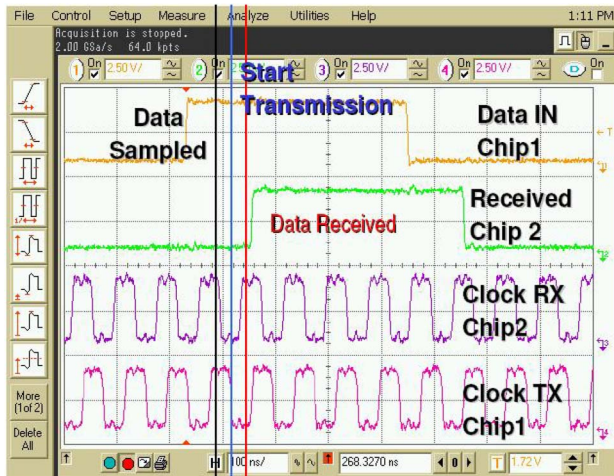 File Control Setup Measure Analyze Utilities Help 1:11 PM
Acquisition is stopped.
2.00 GSa/s 64.0 kpts
1 On 2.50 V/ 2 On 3 On 2.50 V/ 4 On 2.50 V/ On
Start
Transmission
Data
Sampled
Data IN
Chip1
Received
Chip 2
Data Received
Clock RX
Chip2
Clock TX
Chip1
More
(1 of 2)
Delete
All
H 100 ns/ 268.3270 ns 0 T 1.72 V